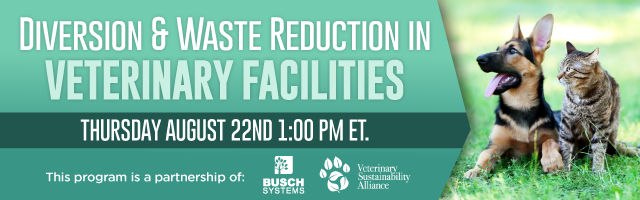 Diversion & Waste Reduction in
VETERINARY FACILITIES
THURSDAY AUGUST 22ND 1:00 PM ET.
This program is a partnership of:
BUSCH
SYSTEMS
Veterinary
Sustainability
Alliance